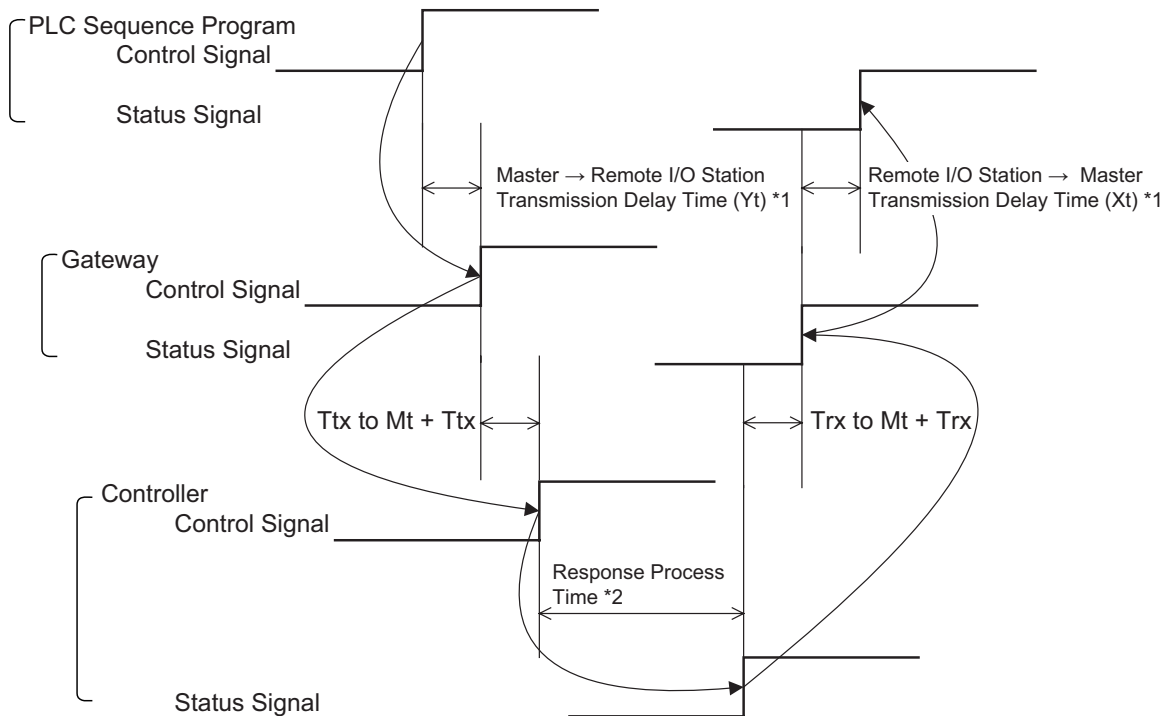 PLC Sequence Program
Control Signal
Status Signal
Master → Remote I/O Station
Transmission Delay Time (Yt) *1
Remote I/O Station → Master
Transmission Delay Time (Xt) *1
Gateway
Control Signal
Status Signal
Ttx to Mt + Ttx
Trx to Mt + Trx
Controller
Control Signal
Response Process
Time *2
Status Signal